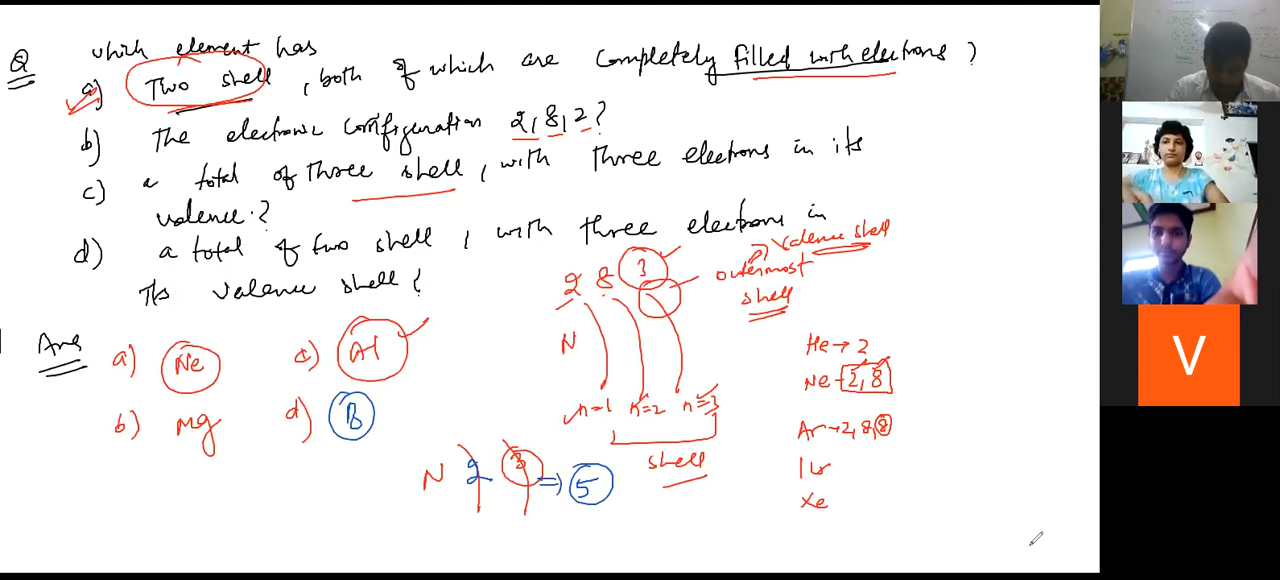 Q which element has
a) Two shell, both of which are completely filled with electrons?
b) The electronic configuration 2, 8, 2?
c) a total of three shell, with three electrons in its
valence.?
d) a total of two shell, with three electrons in
Its valence shell?
valence shell
2 8 3
outermost
shell
Ans
a) Ne
c) Al
b) Mg
d) B
N
n=1 n=2 n=3
shell
N 2 3 => 5
He → 2
Ne - 2, 8
Ar → 2, 8, 8
Kr
Xe
V